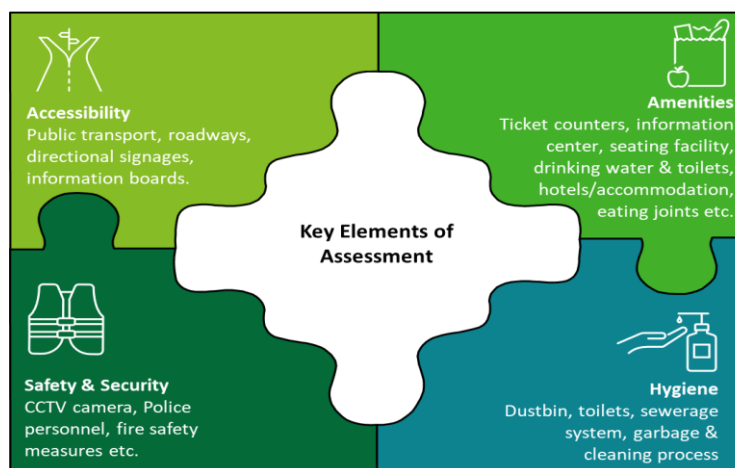 Accessibility
Public transport, roadways,
directional signages,
information boards.
Amenities
Ticket counters, information
center, seating facility,
drinking water & toilets,
hotels/accommodation,
eating joints etc.
Key Elements of
Assessment
Safety & Security
CCTV camera, Police
personnel, fire safety
measures etc.
Hygiene
Dustbin, toilets, sewerage
system, garbage &
cleaning process